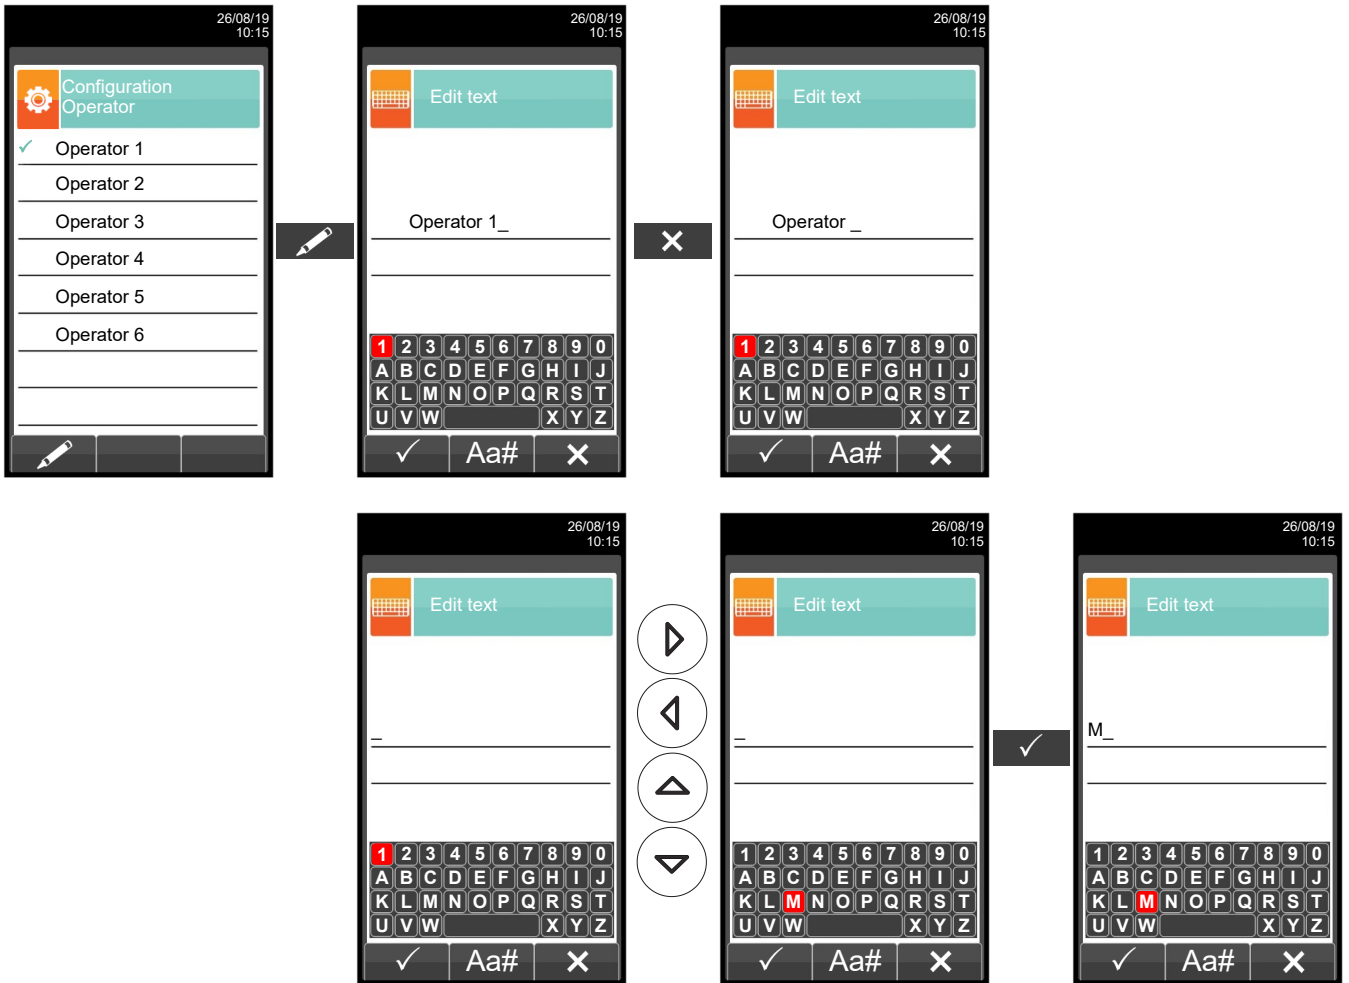 26/08/19
10:15
Configuration
Operator
Operator 1
Operator 2
Operator 3
Operator 4
Operator 5
Operator 6
26/08/19
10:15
Edit text
Operator 1_
1 2 3 4 5 6 7 8 9 0
A B C D E F G H I J
K L M N O P Q R S T
U V W X Y Z
Aa#
26/08/19
10:15
Edit text
Operator _
1 2 3 4 5 6 7 8 9 0
A B C D E F G H I J
K L M N O P Q R S T
U V W X Y Z
Aa#
26/08/19
10:15
Edit text
_
1 2 3 4 5 6 7 8 9 0
A B C D E F G H I J
K L M N O P Q R S T
U V W X Y Z
Aa#
26/08/19
10:15
Edit text
_
1 2 3 4 5 6 7 8 9 0
A B C D E F G H I J
K L M N O P Q R S T
U V W X Y Z
Aa#
26/08/19
10:15
Edit text
M_
1 2 3 4 5 6 7 8 9 0
A B C D E F G H I J
K L M N O P Q R S T
U V W X Y Z
Aa#